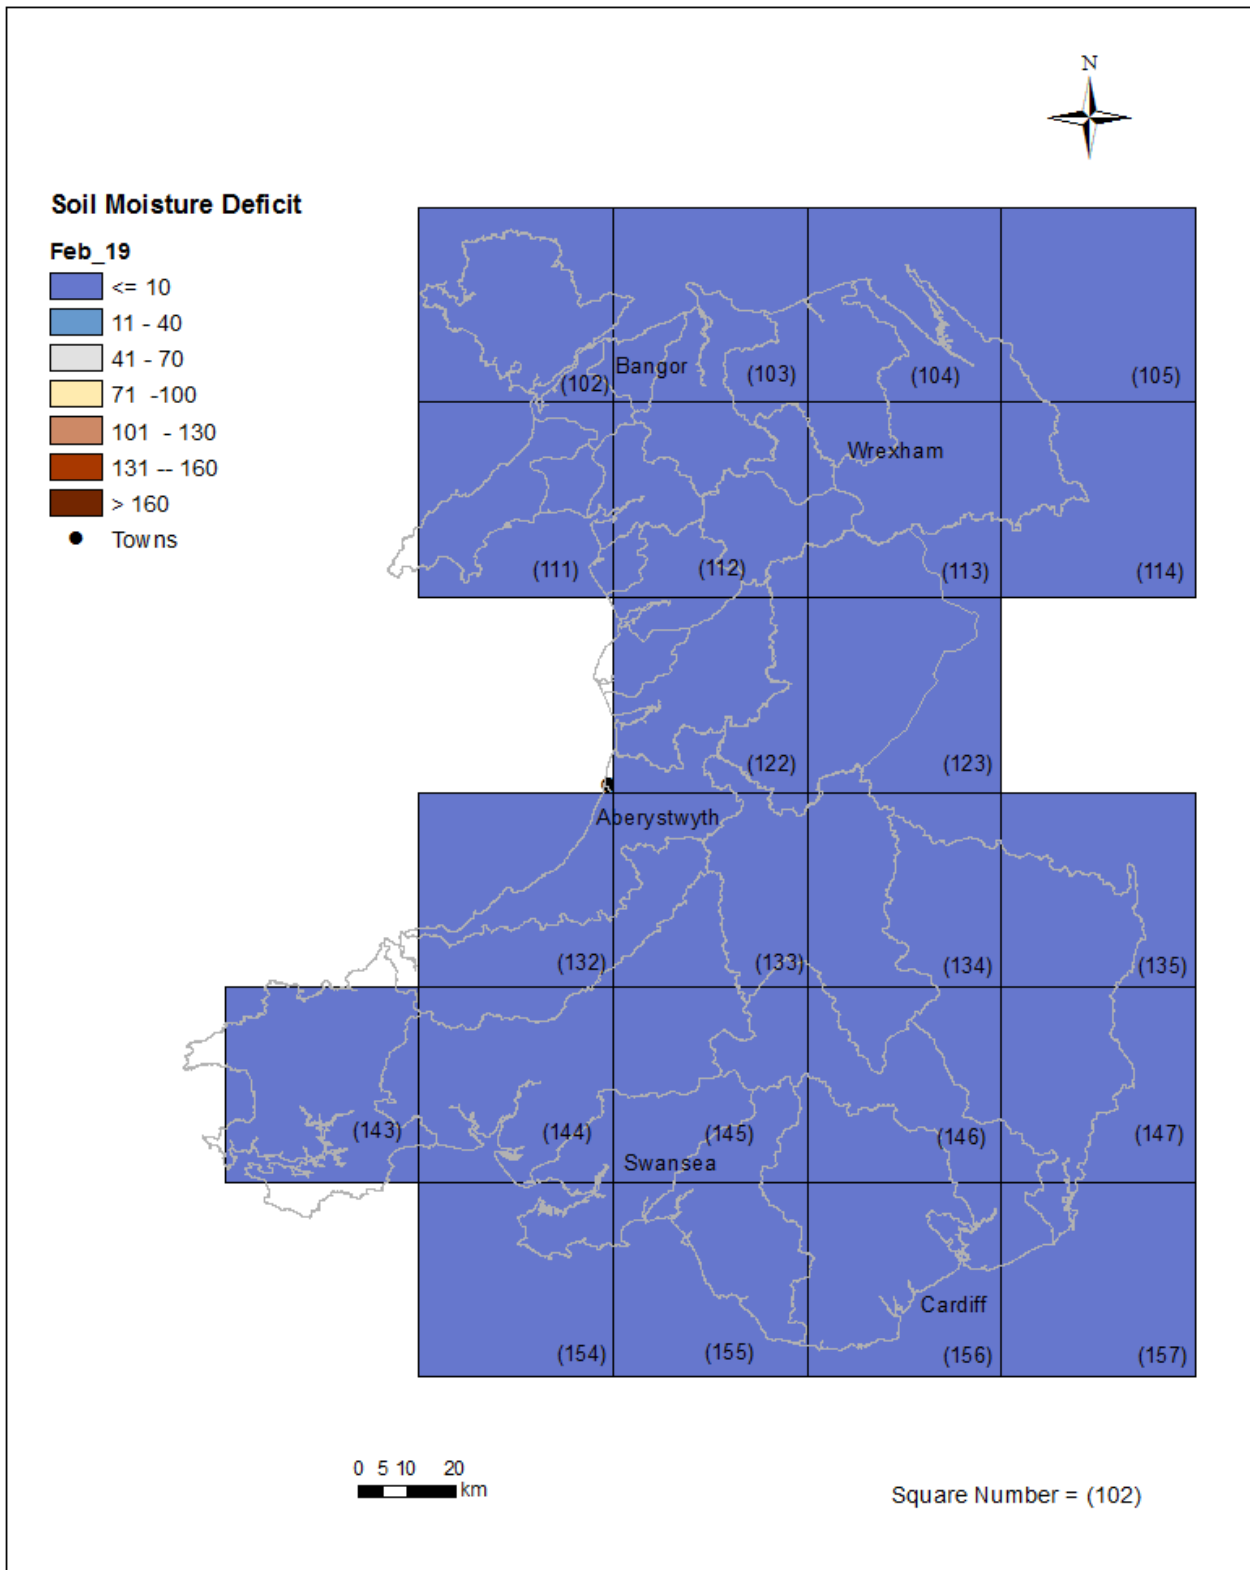 N
Soil Moisture Deficit
Feb_19
<= 10
11 - 40
41 - 70
71 -100
101 - 130
131 -- 160
> 160
Towns
Bangor
(102)
(103)
(104)
(105)
Wrexham
(111)
(112)
(113)
(114)
(122)
(123)
Aberystwyth
(132)
(133)
(134)
(135)
(143)
(144)
(145)
(146)
(147)
Swansea
Cardiff
(154)
(155)
(156)
(157)
0 5 10 20
km
Square Number = (102)